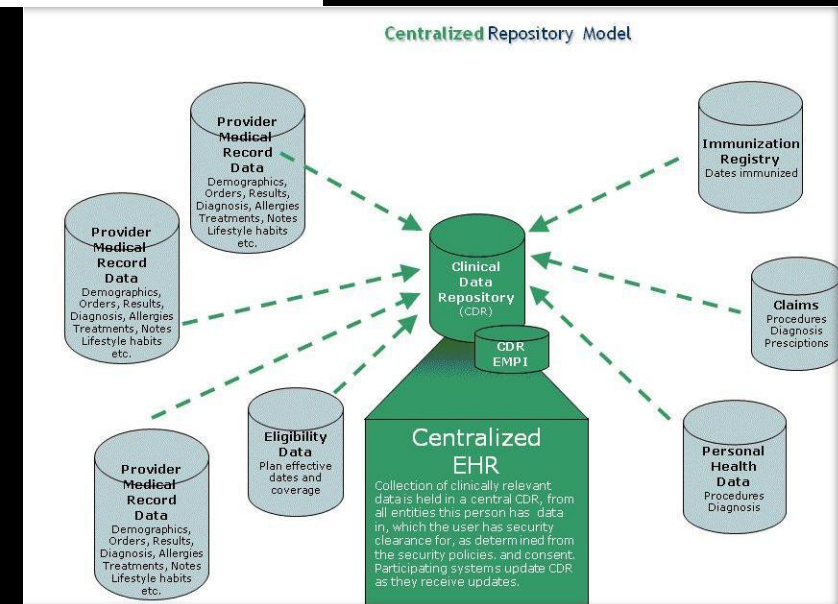 Centralized Repository Model
Provider
Medical
Record
Data
Demographics,
Orders, Results,
Diagnosis, Allergies
Treatments, Notes
Lifestyle habits
etc.
Immunization
Registry
Dates immunized
Provider
Medical
Record
Data
Demographics,
Orders, Results,
Diagnosis, Allergies
Treatments, Notes
Lifestyle habits
etc.
Clinical
Data
Repository
(CDR)
CDR
EMPI
Claims
Procedures
Diagnosis
Presciptions
Provider
Medical
Record
Data
Demographics,
Orders, Results,
Diagnosis, Allergies
Treatments, Notes
Lifestyle habits
etc.
Eligibility
Data
Plan effective
dates and
coverage
Centralized
EHR
Collection of clinically relevant
data is held in a central CDR, from
all entities this person has data
in, which the user has security
clearance for, as determined from
the security policies. and consent.
Participating systems update CDR
as they receive updates.
Personal
Health
Data
Procedures
Diagnosis